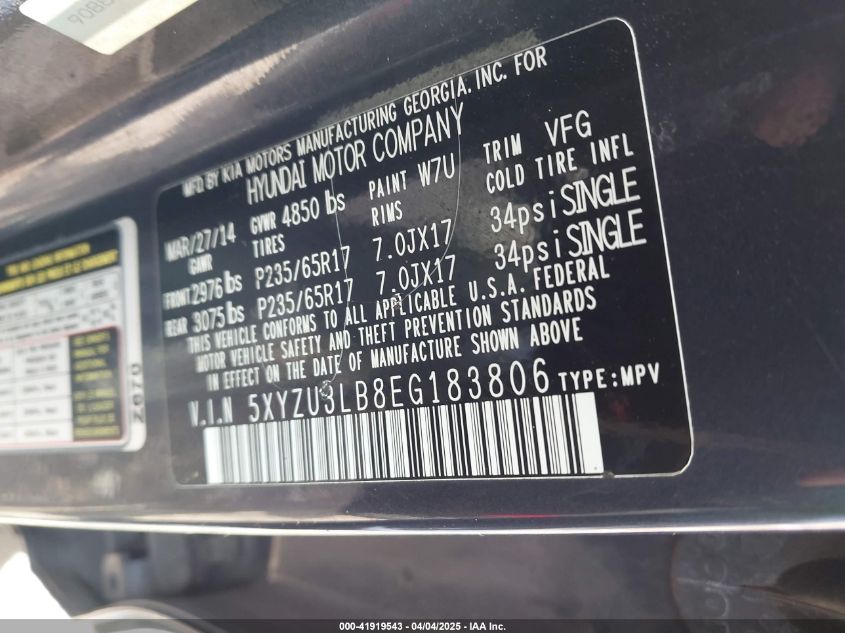 MFD BY KIA MOTORS MANUFACTURING GEORGIA. INC. FOR
HYUNDAI MOTOR COMPANY
MAR/27/14 GVWR 4850 lbs PAINT W7U TRIM VFG
GAWR TIRES RIMS COLD TIRE INFL
FRONT 2976 lbs P235/65R17 7.0JX17 34psi SINGLE
REAR 3075 lbs P235/65R17 7.0JX17 34psi SINGLE
THIS VEHICLE CONFORMS TO ALL APPLICABLE U.S.A. FEDERAL
MOTOR VEHICLE SAFETY AND THEFT PREVENTION STANDARDS
IN EFFECT ON THE DATE OF MANUFACTURE SHOWN ABOVE
V.I.N 5XYZU3LB8EG183806 TYPE:MPV
000-41919543 - 04/04/2025 - IAA Inc.